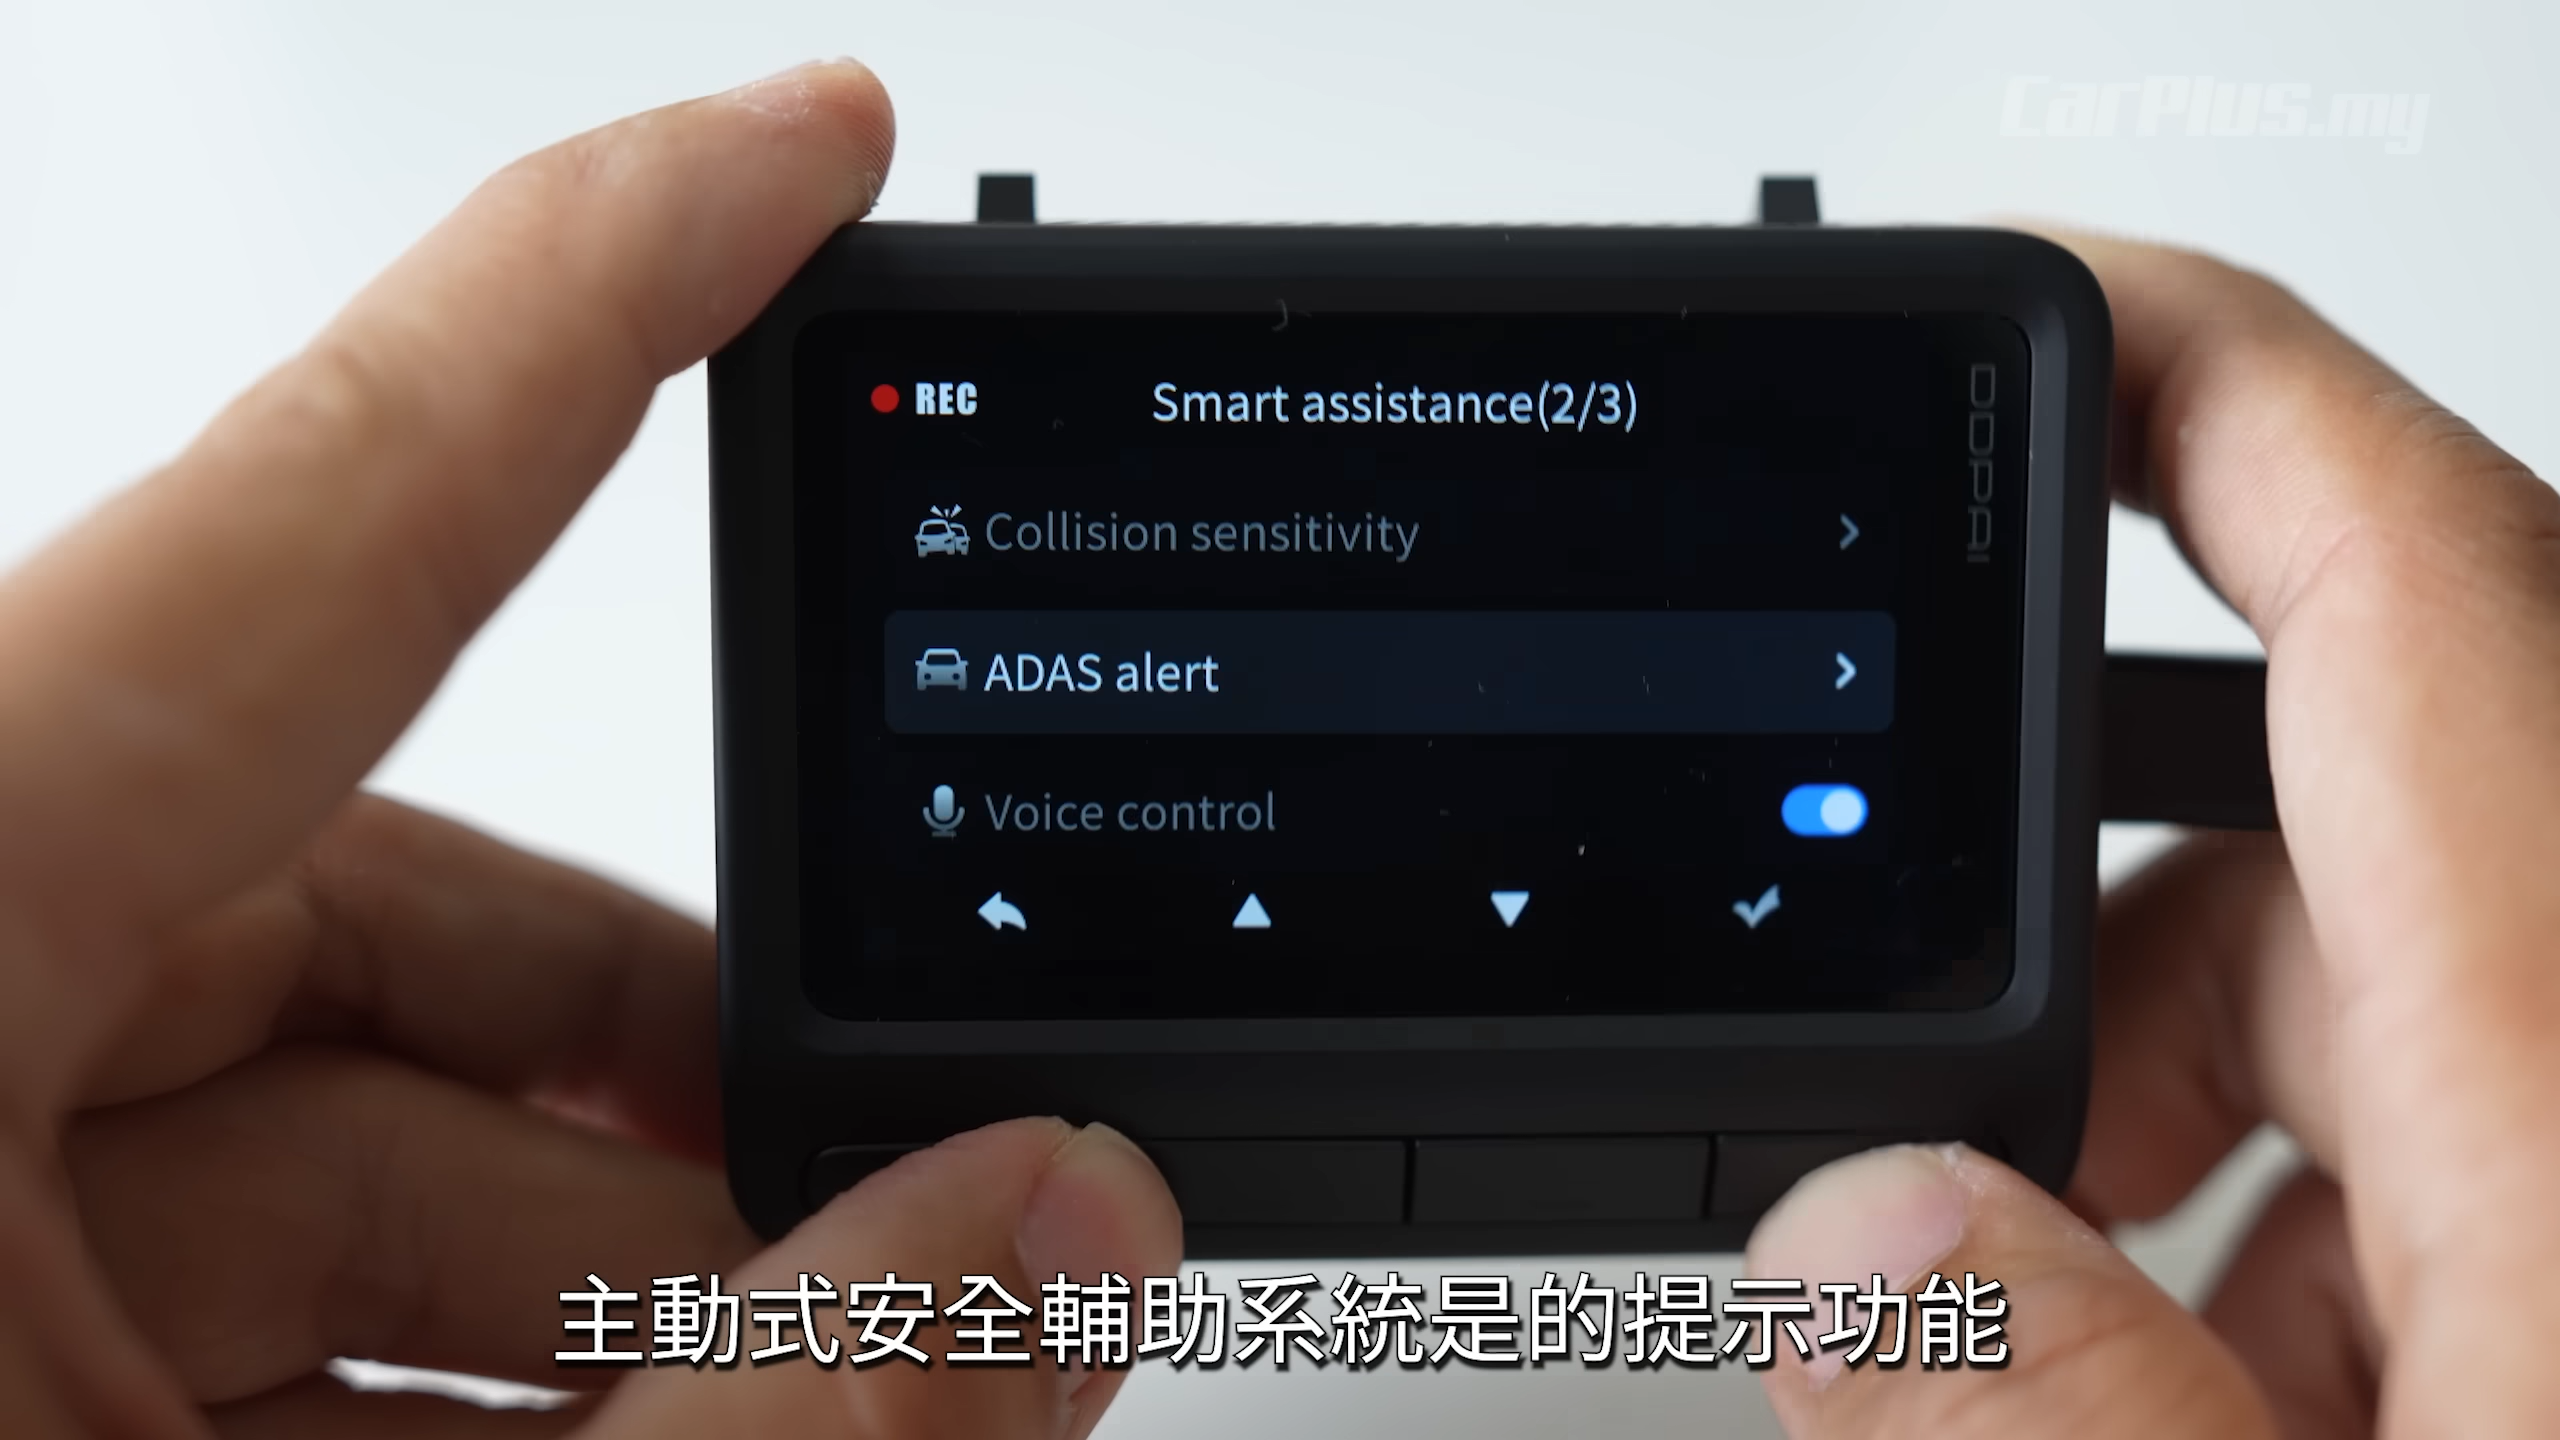 CarPlus.my
REC
Smart assistance(2/3)
DDPAI
Collision sensitivity
ADAS alert
Voice control
主動式安全輔助系統是的提示功能